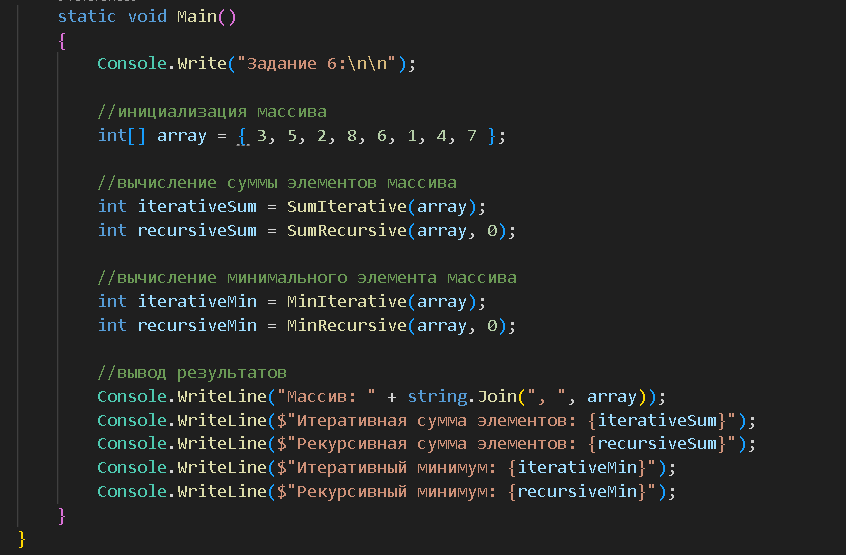 static void Main()
{
Console.Write("Задание 6:\n\n");
//инициализация массива
int[] array = { 3, 5, 2, 8, 6, 1, 4, 7 };
//вычисление суммы элементов массива
int iterativeSum = SumIterative(array);
int recursiveSum = SumRecursive(array, 0);
//вычисление минимального элемента массива
int iterativeMin = MinIterative(array);
int recursiveMin = MinRecursive(array, 0);
//вывод результатов
Console.WriteLine("Массив: " + string.Join(", ", array));
Console.WriteLine($"Итеративная сумма элементов: {iterativeSum}");
Console.WriteLine($"Рекурсивная сумма элементов: {recursiveSum}");
Console.WriteLine($"Итеративный минимум: {iterativeMin}");
Console.WriteLine($"Рекурсивный минимум: {recursiveMin}");
}
}